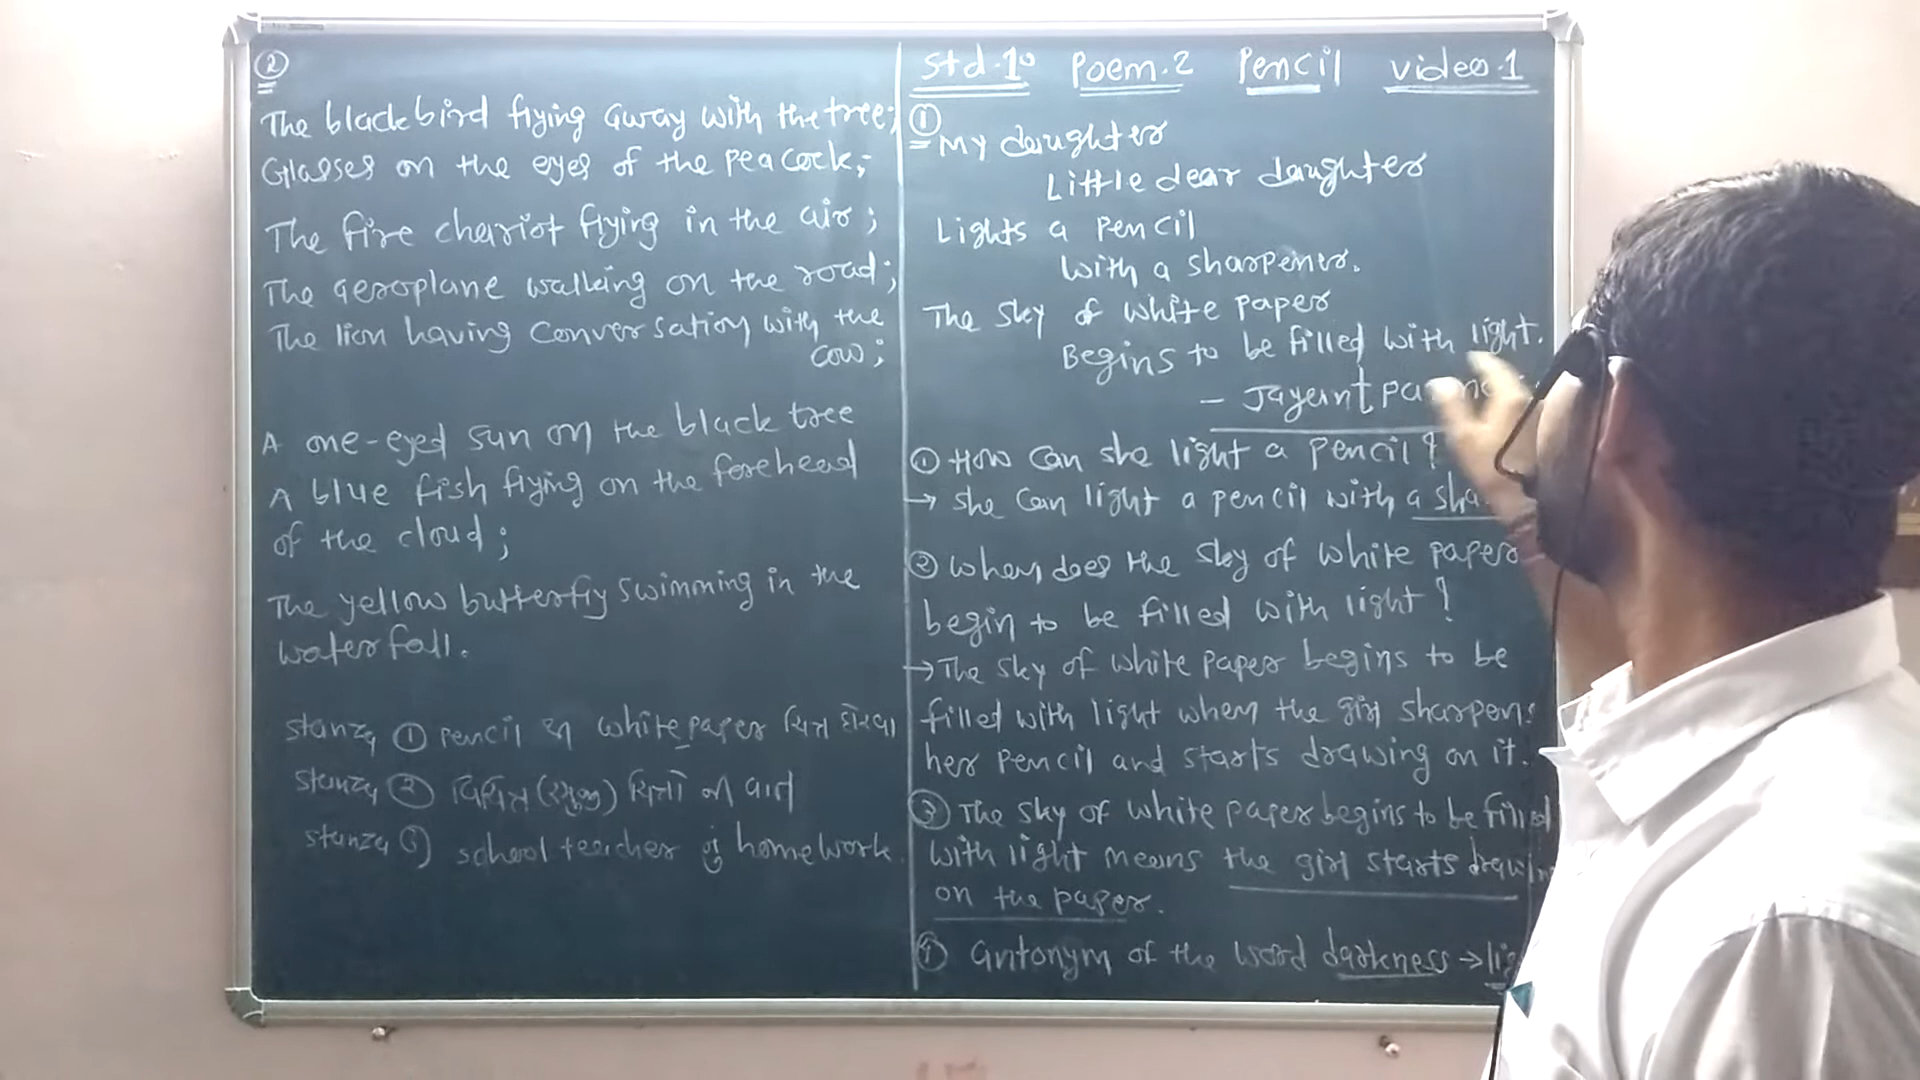 ②
The blackbird flying away with the tree;
Glasses on the eyes of the peacock;
The fire chariot flying in the air;
The aeroplane walking on the road;
The lion having conversation with the
cow;
A one-eyed sun on the black tree
A blue fish flying on the forehead
of the cloud;
The yellow butterfly swimming in the
waterfall.
stanza ① pencil થી white paper ચિત્ર દોરવા
stanza ② વિચિત્ર (રમુજી) ચિત્રો ની વાત
stanza ③ school teacher નું homework.
Std.10 Poem.2 Pencil video.1
①
My daughter
Little dear daughter
Lights a pencil
With a sharpener.
The sky of white paper
Begins to be filled with light.
- Jayant
① How can she light a pencil?
→ she can light a pencil with a sha
② When does the sky of white paper
begin to be filled with light?
→ The sky of white paper begins to be
filled with light when the girl sharpens
her pencil and starts drawing on it.
③ The sky of white paper begins to be filled
with light means the girl starts drawin
on the paper.
④ Antonym of the word darkness → lig